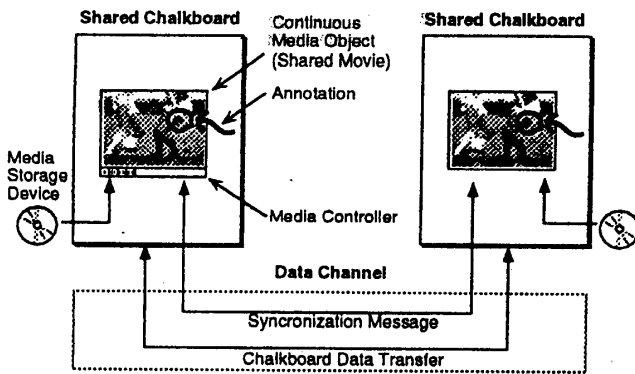 Shared Chalkboard
Continuous
Media Object
(Shared Movie)
Annotation
Shared Chalkboard
Media
Storage
Device
Media Controller
Data Channel
Syncronization Message
Chalkboard Data Transfer